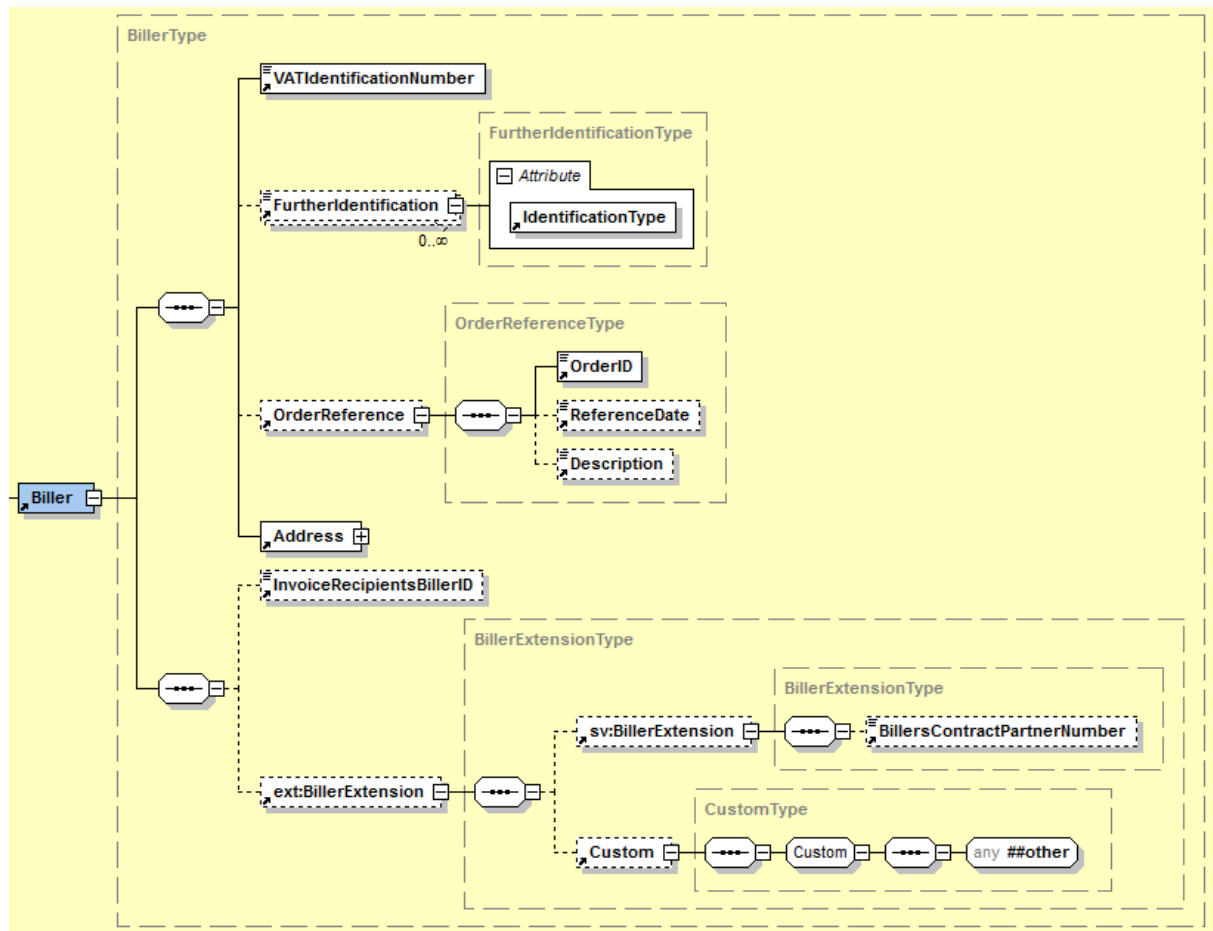 BillerType
VATIdentificationNumber
FurtherIdentificationType
Attribute
FurtherIdentification
IdentificationType
0..∞
OrderReferenceType
OrderID
OrderReference
ReferenceDate
Description
Biller
Address
InvoiceRecipientsBillerID
BillerExtensionType
BillerExtensionType
sv:BillerExtension
BillersContractPartnerNumber
ext:BillerExtension
CustomType
Custom
Custom
any ##other